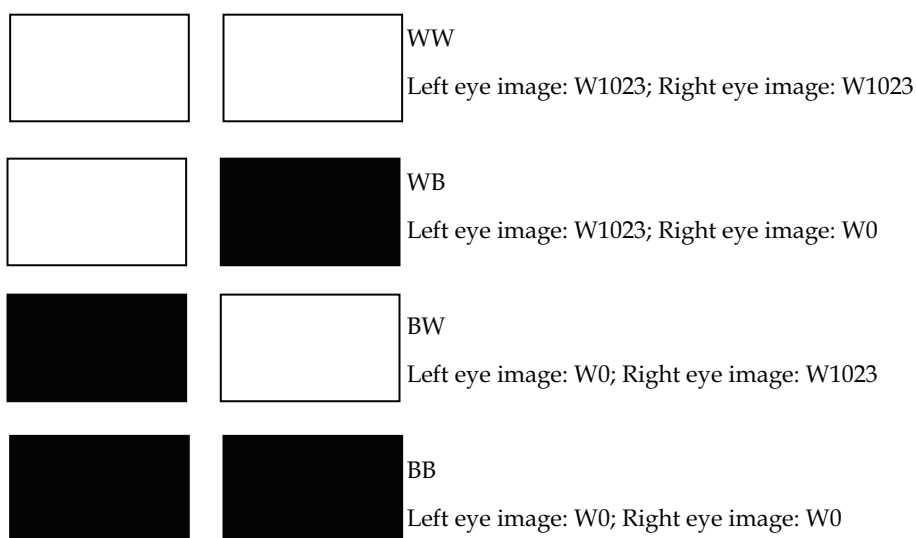 WW
Left eye image: W1023; Right eye image: W1023
WB
Left eye image: W1023; Right eye image: W0
BW
Left eye image: W0; Right eye image: W1023
BB
Left eye image: W0; Right eye image: W0